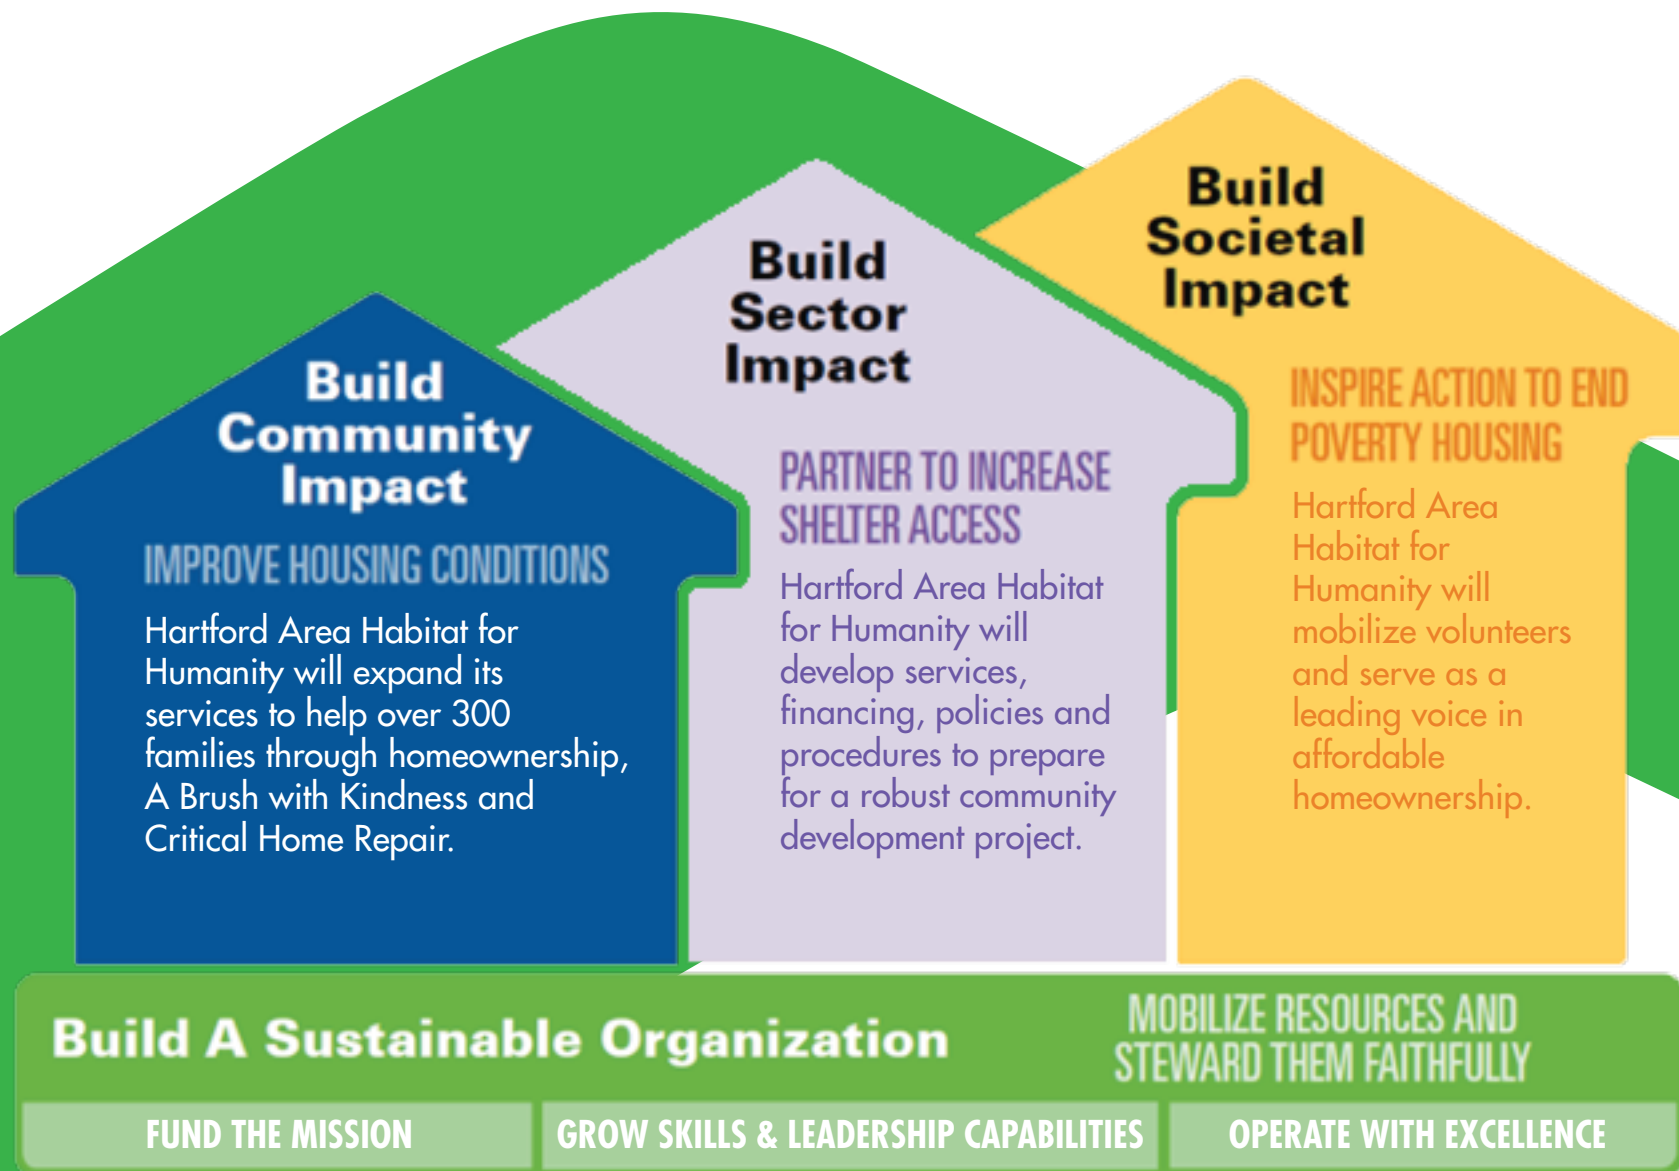 Build
Community
Impact
IMPROVE HOUSING CONDITIONS
Hartford Area Habitat for
Humanity will expand its
services to help over 300
families through homeownership,
A Brush with Kindness and
Critical Home Repair.
Build
Sector
Impact
PARTNER TO INCREASE
SHELTER ACCESS
Hartford Area Habitat
for Humanity will
develop services,
financing, policies and
procedures to prepare
for a robust community
development project.
Build
Societal
Impact
INSPIRE ACTION TO END
POVERTY HOUSING
Hartford Area
Habitat for
Humanity will
mobilize volunteers
and serve as a
leading voice in
affordable
homeownership.
Build A Sustainable Organization
MOBILIZE RESOURCES AND
STEWARD THEM FAITHFULLY
FUND THE MISSION
GROW SKILLS & LEADERSHIP CAPABILITIES
OPERATE WITH EXCELLENCE